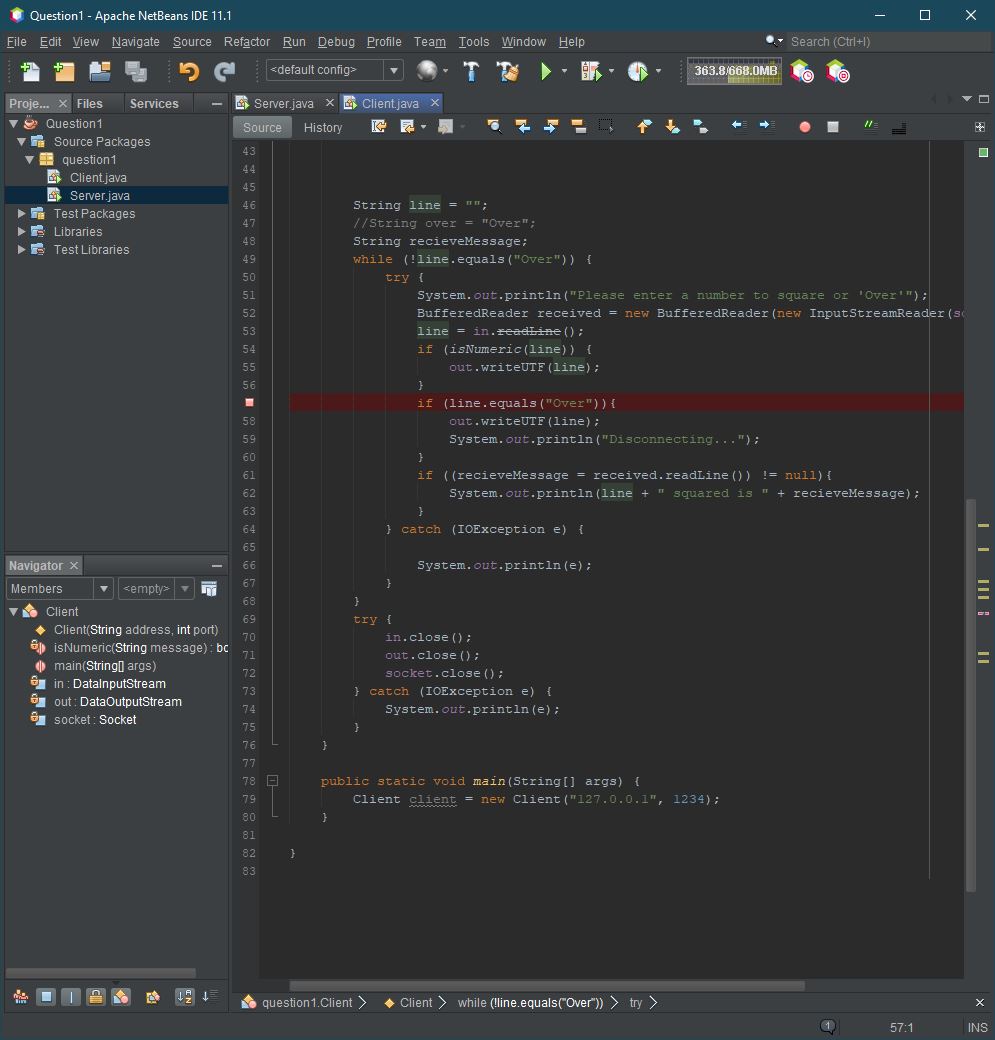 Question1 - Apache NetBeans IDE 11.1
File Edit View Navigate Source Refactor Run Debug Profile Team Tools Window Help
Search (Ctrl+I)
<default config>
363.8/668.0MB
Proje... Files Services
Server.java Client.java
Question1
Source Packages
question1
Client.java
Server.java
Test Packages
Libraries
Test Libraries
Source History
43
44
45
46 String line = "";
47 //String over = "Over";
48 String recieveMessage;
49 while (!line.equals("Over")) {
50 try {
51 System.out.println("Please enter a number to square or 'Over'");
52 BufferedReader received = new BufferedReader(new InputStreamReader(so
53 line = in.readLine();
54 if (isNumeric(line)) {
55 out.writeUTF(line);
56 }
if (line.equals("Over")){
58 out.writeUTF(line);
59 System.out.println("Disconnecting...");
60 }
61 if ((recieveMessage = received.readLine()) != null){
62 System.out.println(line + " squared is " + recieveMessage);
63 }
64 } catch (IOException e) {
65
66 System.out.println(e);
67 }
68 }
69 try {
70 in.close();
71 out.close();
72 socket.close();
73 } catch (IOException e) {
74 System.out.println(e);
75 }
76 }
77
78 public static void main(String[] args) {
79 Client client = new Client("127.0.0.1", 1234);
80 }
81
82 }
83
Navigator
Members <empty>
Client
Client(String address, int port)
isNumeric(String message) : bo
main(String[] args)
in : DataInputStream
out : DataOutputStream
socket : Socket
question1.Client Client while (!line.equals("Over")) try
1 57:1 INS